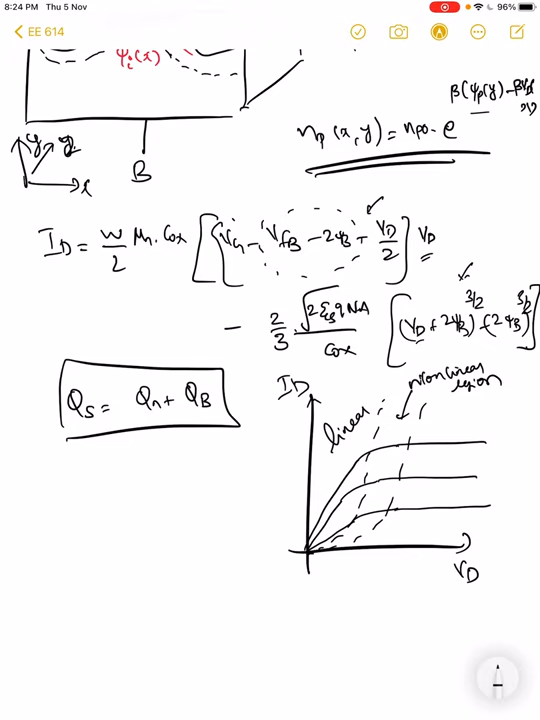 8:24 PM Thu 5 Nov
96%
EE 614
ψi(x)
β(ψp(y) - βψ
np(x,y) = npo · e
y
x
B
ID = W/2 μn · Cox [(VG - VFB - 2ψB + VD/2] VD
- 2/3 · √(2εs q NA)/Cox [(VD + 2ψB)^3/2 - (2ψB)^3/2]
Qs = Qn + QB
ID
linear
nonlinear
region
VD